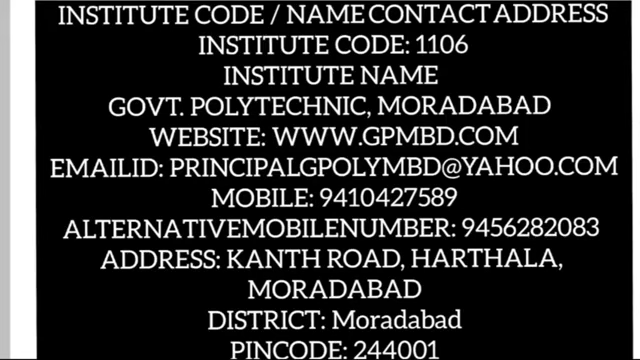 INSTITUTE CODE / NAME CONTACT ADDRESS
INSTITUTE CODE: 1106
INSTITUTE NAME
GOVT. POLYTECHNIC, MORADABAD
WEBSITE: WWW.GPMBD.COM
EMAILID: PRINCIPALGPOLYMBD@YAHOO.COM
MOBILE: 9410427589
ALTERNATIVEMOBILENUMBER: 9456282083
ADDRESS: KANTH ROAD, HARTHALA,
MORADABAD
DISTRICT: Moradabad
PINCODE: 244001